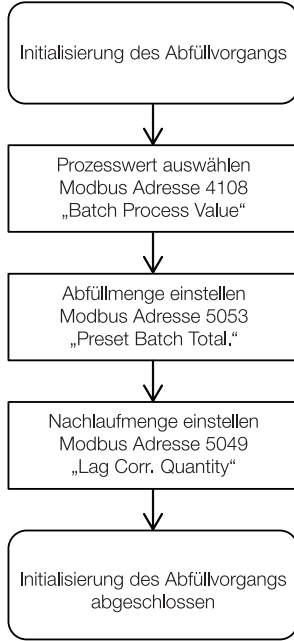 Initialisierung des Abfüllvorgangs
Prozesswert auswählen
Modbus Adresse 4108
„Batch Process Value“
Abfüllmenge einstellen
Modbus Adresse 5053
„Preset Batch Total.“
Nachlaufmenge einstellen
Modbus Adresse 5049
„Lag Corr. Quantity“
Initialisierung des Abfüllvorgangs
abgeschlossen